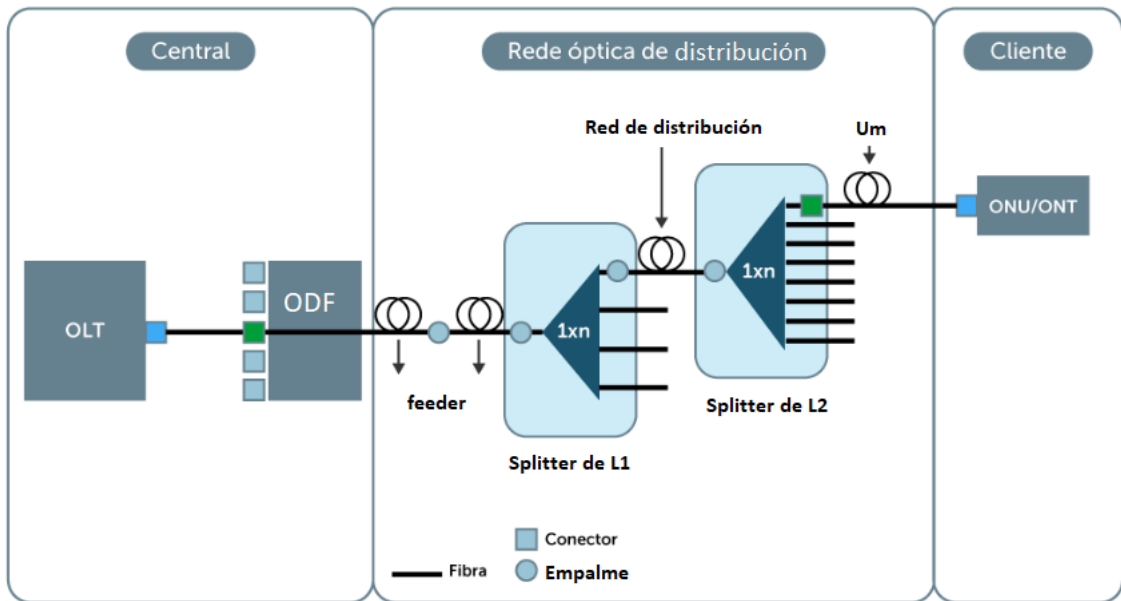 Central
Rede óptica de distribución
Cliente
Red de distribución
Um
ONU/ONT
1xn
OLT
ODF
1xn
feeder
Splitter de L2
Splitter de L1
Conector
Fibra
Empalme